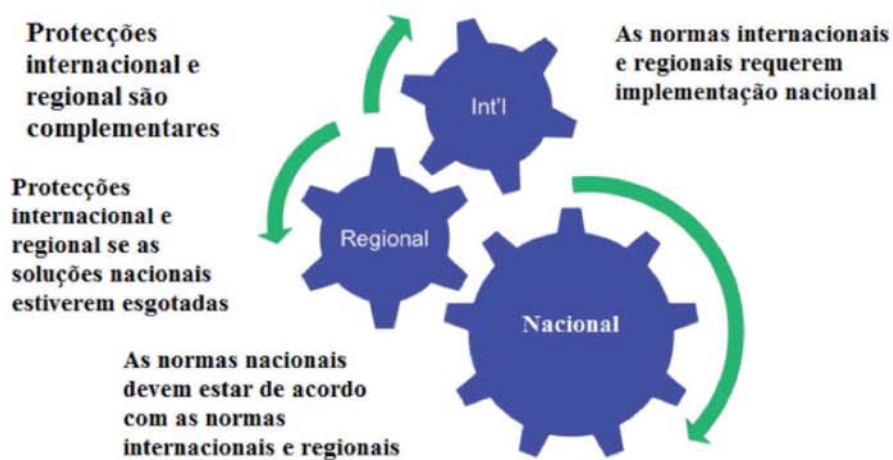 Protecções
internacional e
regional são
complementares
As normas internacionais
e regionais requerem
implementação nacional
Int'l
Protecções
internacional e
regional se as
soluções nacionais
estiverem esgotadas
Regional
Nacional
As normas nacionais
devem estar de acordo
com as normas
internacionais e regionais